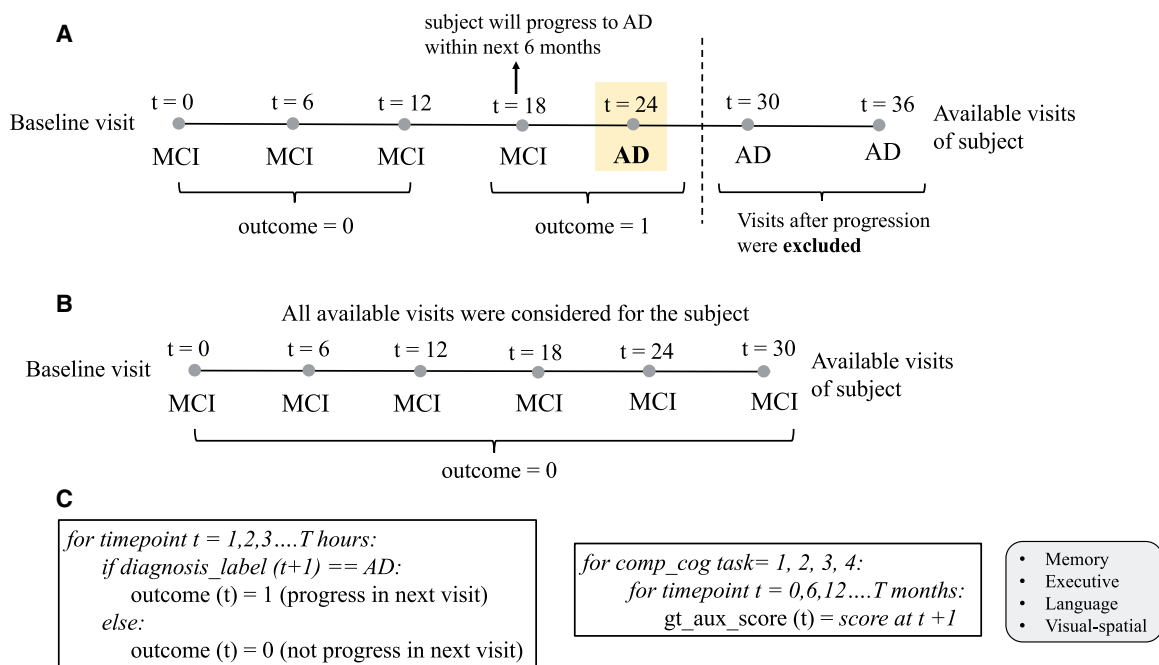 A
subject will progress to AD
within next 6 months
t = 0
t = 6
t = 12
t = 18
t = 24
t = 30
t = 36
Baseline visit
Available visits
of subject
MCI
MCI
MCI
MCI
AD
AD
AD
outcome = 0
outcome = 1
Visits after progression
were excluded
B
All available visits were considered for the subject
t = 0
t = 6
t = 12
t = 18
t = 24
t = 30
Baseline visit
Available visits
of subject
MCI
MCI
MCI
MCI
MCI
MCI
outcome = 0
C
for timepoint t = 1,2,3....T hours:
if diagnosis_label (t+1) == AD:
outcome (t) = 1 (progress in next visit)
else:
outcome (t) = 0 (not progress in next visit)
for comp_cog task= 1, 2, 3, 4:
for timepoint t = 0,6,12....T months:
gt_aux_score (t) = score at t +1
• Memory
• Executive
• Language
• Visual-spatial